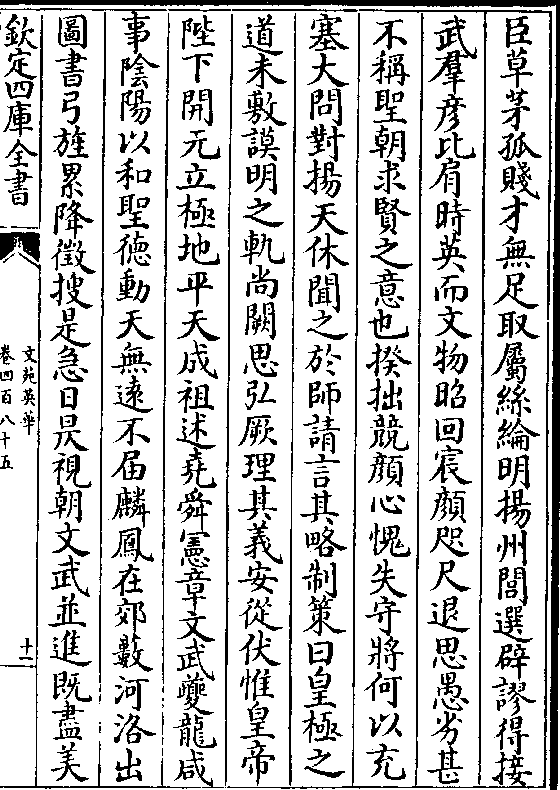 臣草茅孤賤才無足取屬絲綸明揚州閭選辟謬得接
武羣彦比肩時英而文物昭回宸顔咫尺退思愚劣甚
不稱聖朝求賢之意也揆拙競顔心愧失守將何以充
塞大問對揚天休聞之於師請言其略制策曰皇極之
道未敷謨明之軌尚闕思弘厥理其義安從伏惟皇帝
陛下開元立極地平天成祖述堯舜憲章文武夔龍咸
事陰陽以和聖德動天無逺不届麟鳳在郊藪河洛出
圖書弓旌累降徵搜是急日昃視朝文武並進既盡美
欽定四庫全書
文苑英華
卷四百八十五
十一